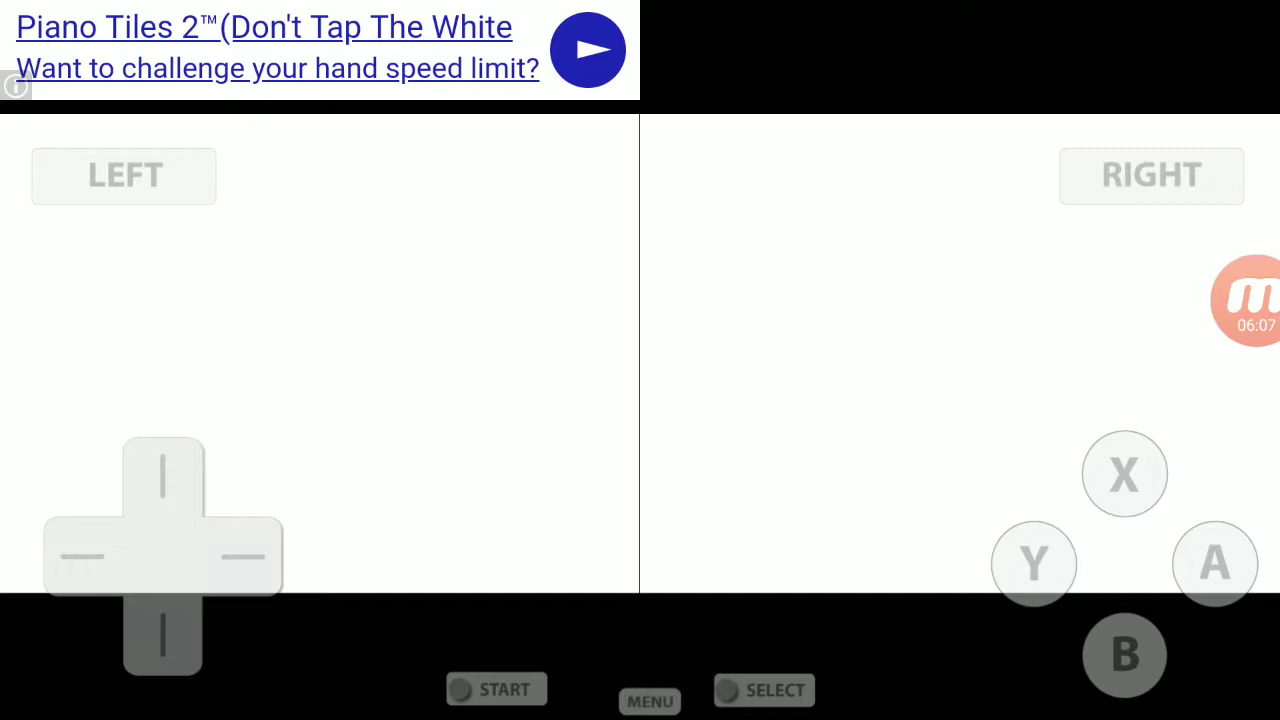 Piano Tiles 2™(Don't Tap The White
Want to challenge your hand speed limit?
LEFT
RIGHT
06:07
X
Y
A
B
START
SELECT
MENU